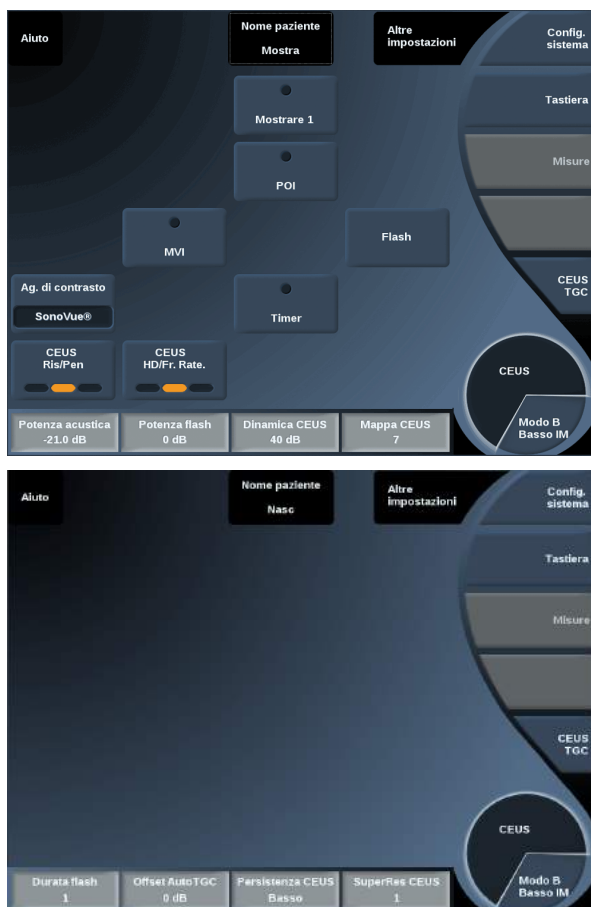 Aiuto
Nome paziente
Mostra
Altre
impostazioni
Config.
sistema
Tastiera
Mostrare 1
Misure
POI
MVI
Flash
Ag. di contrasto
SonoVue®
Timer
CEUS
TGC
CEUS
Ris/Pen
CEUS
HD/Fr. Rate.
CEUS
Modo B
Basso IM
Potenza acustica
-21.0 dB
Potenza flash
0 dB
Dinamica CEUS
40 dB
Mappa CEUS
7
Aiuto
Nome paziente
Nasc
Altre
impostazioni
Config.
sistema
Tastiera
Misure
CEUS
TGC
CEUS
Modo B
Basso IM
Durata flash
1
Offset AutoTGC
0 dB
Persistenza CEUS
Basso
SuperRes CEUS
1